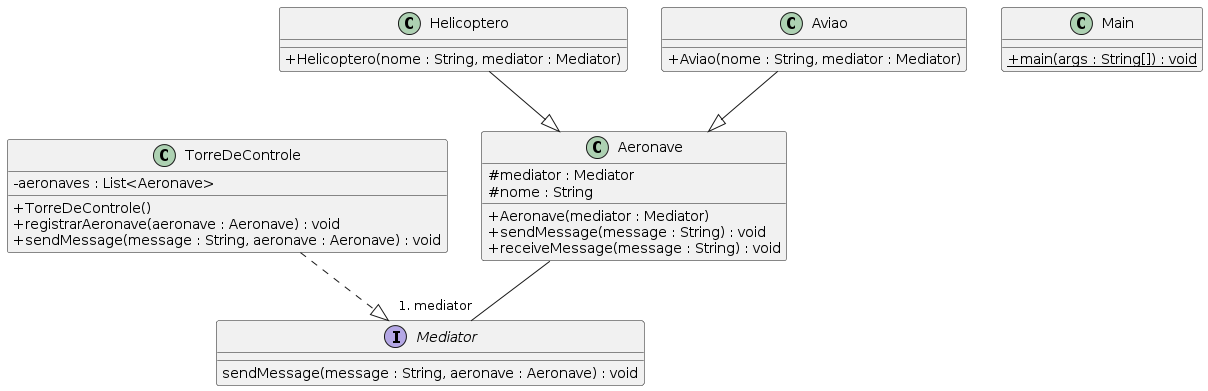 C Helicoptero
+Helicoptero(nome : String, mediator : Mediator)
C Aviao
+Aviao(nome : String, mediator : Mediator)
C Main
+main(args : String[]) : void
C TorreDeControle
-aeronaves : List<Aeronave>
+TorreDeControle()
+registrarAeronave(aeronave : Aeronave) : void
+sendMessage(message : String, aeronave : Aeronave) : void
C Aeronave
#mediator : Mediator
#nome : String
+Aeronave(mediator : Mediator)
+sendMessage(message : String) : void
+receiveMessage(message : String) : void
1. mediator
I Mediator
sendMessage(message : String, aeronave : Aeronave) : void